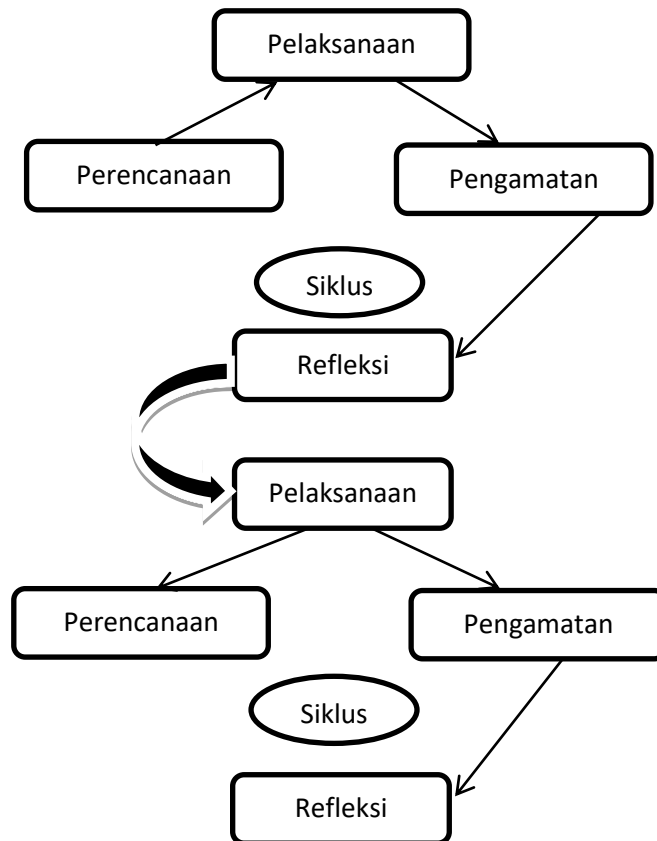 Pelaksanaan
Perencanaan
Pengamatan
Siklus
Refleksi
Pelaksanaan
Perencanaan
Pengamatan
Siklus
Refleksi